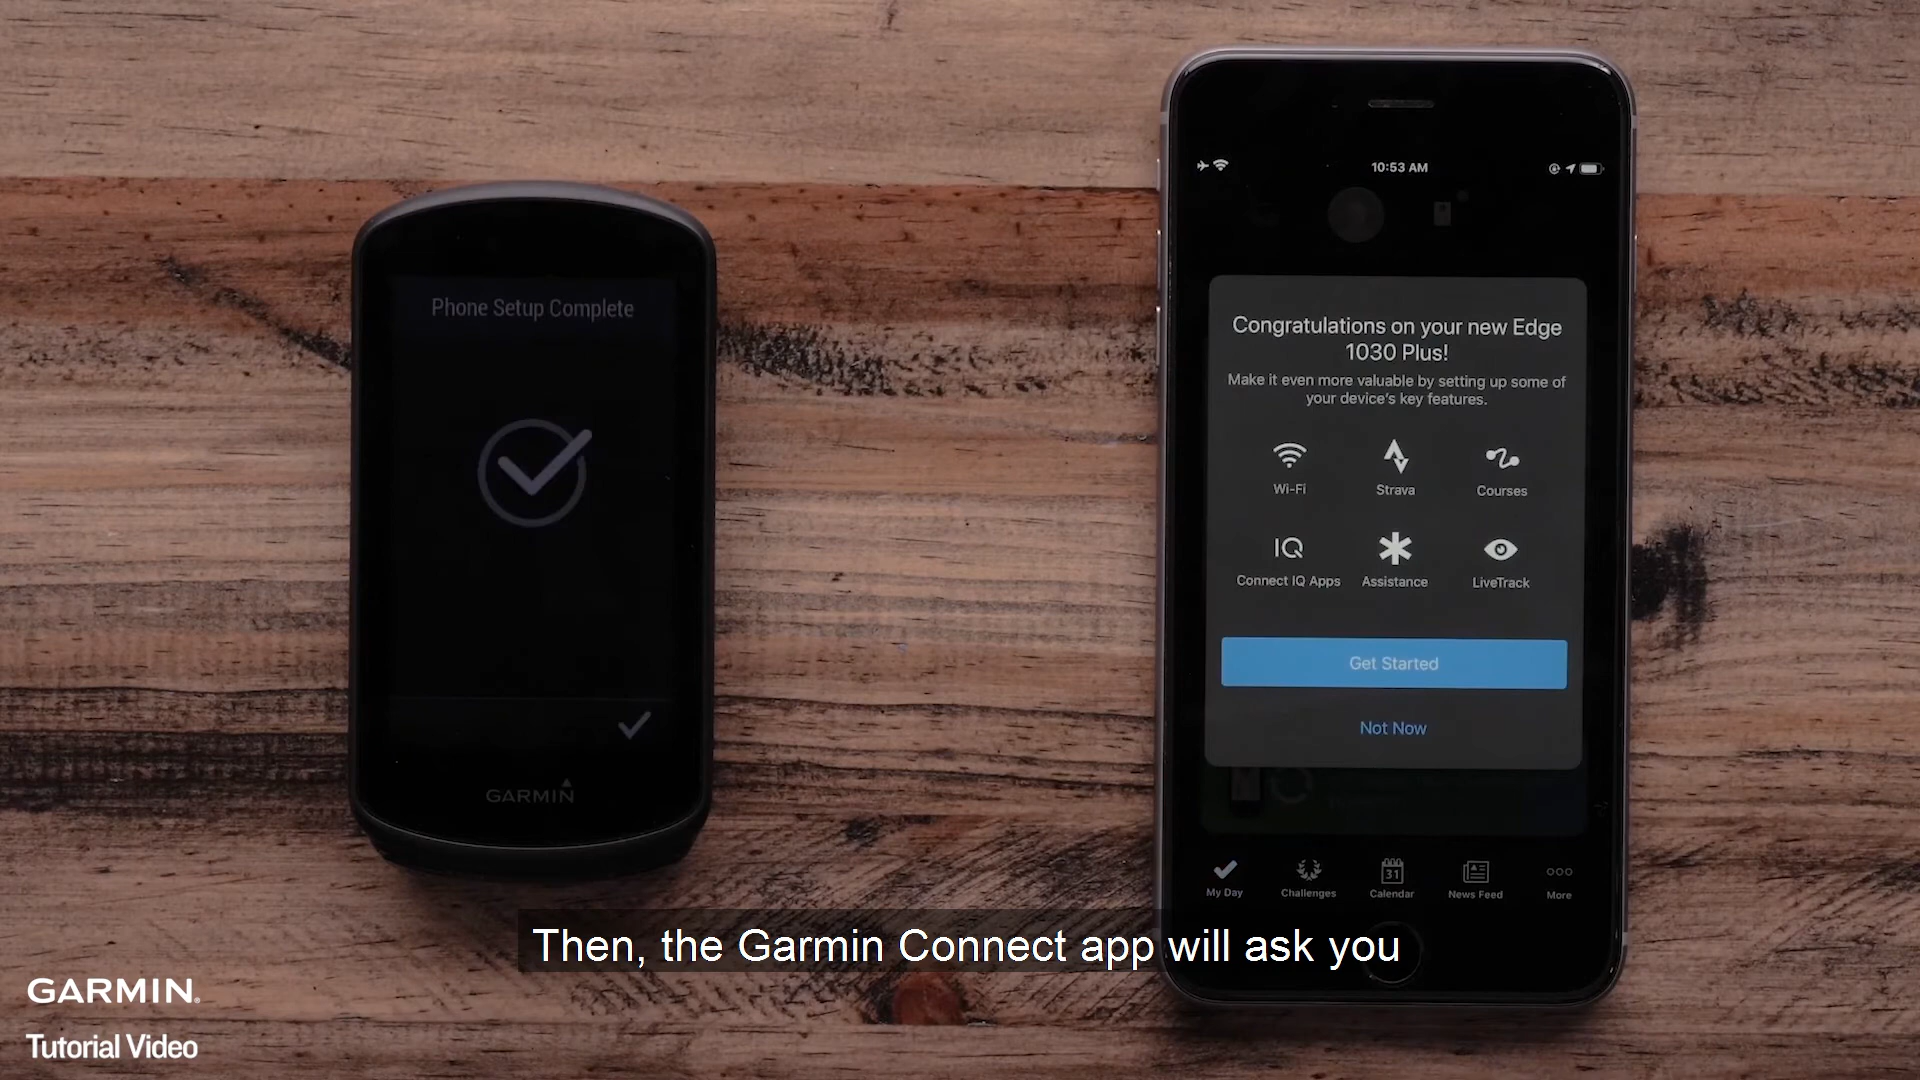 Phone Setup Complete
GARMIN
10:53 AM
Congratulations on your new Edge
1030 Plus!
Make it even more valuable by setting up some of
your device's key features.
Wi-Fi
Strava
Courses
IQ
Connect IQ Apps
Assistance
LiveTrack
Get Started
Not Now
31
My Day
Challenges
Calendar
News Feed
More
Then, the Garmin Connect app will ask you
GARMIN.
Tutorial Video